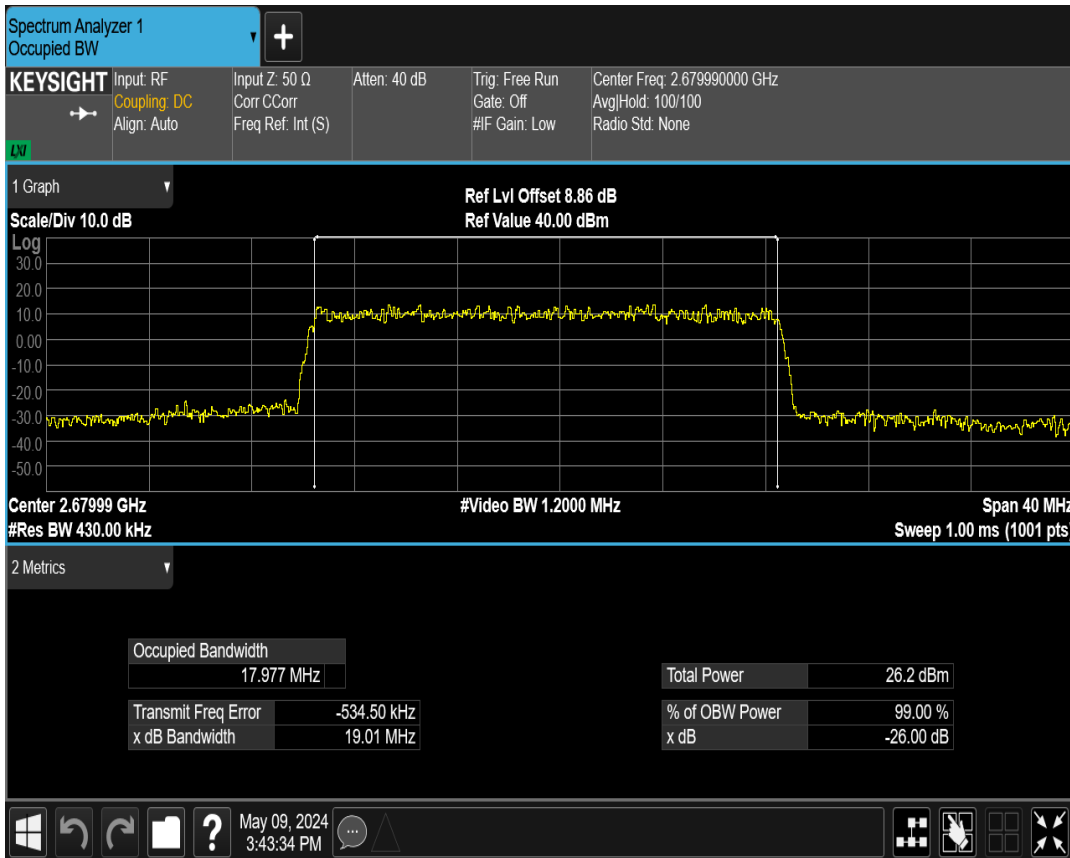 Spectrum Analyzer 1
Occupied BW
+
KEYSIGHT
LXI
Input: RF
Coupling: DC
Align: Auto
Input Z: 50 Ω
Corr CCorr
Freq Ref: Int (S)
Atten: 40 dB
Trig: Free Run
Gate: Off
#IF Gain: Low
Center Freq: 2.679990000 GHz
Avg|Hold: 100/100
Radio Std: None
1 Graph
Scale/Div 10.0 dB
Ref Lvl Offset 8.86 dB
Ref Value 40.00 dBm
Log
30.0
20.0
10.0
0.00
-10.0
-20.0
-30.0
-40.0
-50.0
Center 2.67999 GHz
#Res BW 430.00 kHz
#Video BW 1.2000 MHz
Span 40 MHz
Sweep 1.00 ms (1001 pts)
2 Metrics
Occupied Bandwidth
17.977 MHz
Transmit Freq Error -534.50 kHz
x dB Bandwidth 19.01 MHz
Total Power 26.2 dBm
% of OBW Power 99.00 %
x dB -26.00 dB
?
May 09, 2024
3:43:34 PM
...